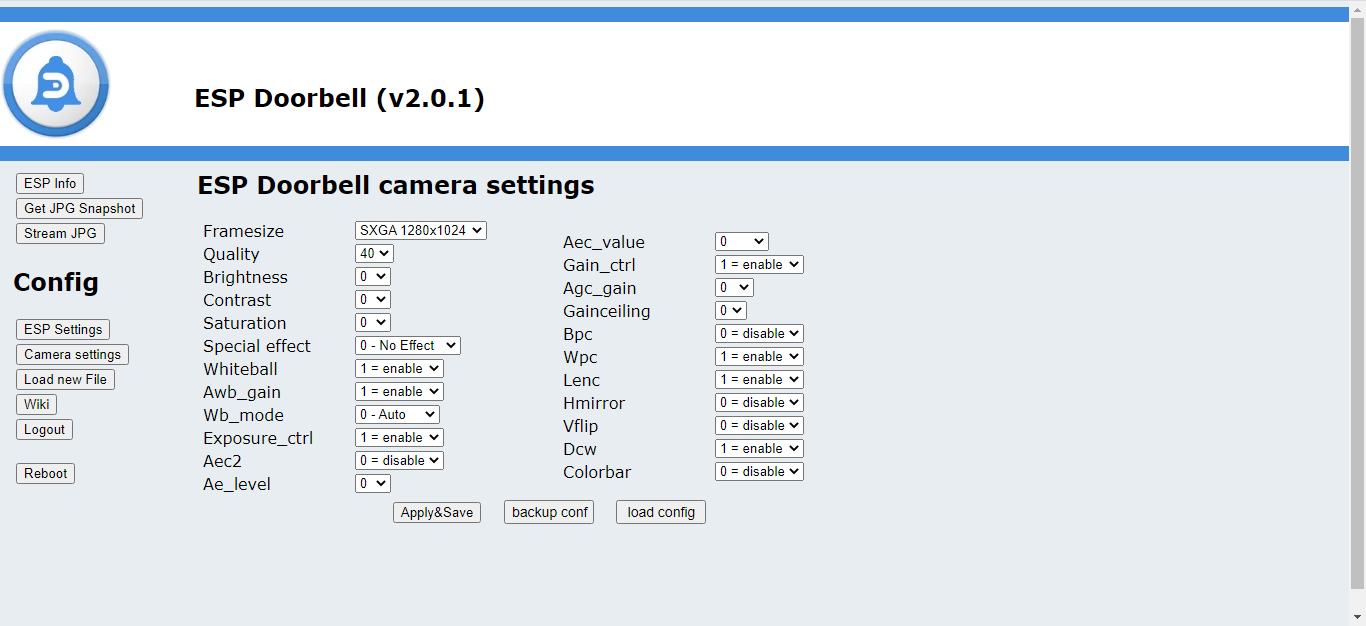 ESP Doorbell (v2.0.1)
ESP Info
Get JPG Snapshot
Stream JPG
Config
ESP Settings
Camera settings
Load new File
Wiki
Logout
Reboot
ESP Doorbell camera settings
Framesize SXGA 1280x1024
Quality 40
Brightness 0
Contrast 0
Saturation 0
Special effect 0 - No Effect
Whiteball 1 = enable
Awb_gain 1 = enable
Wb_mode 0 - Auto
Exposure_ctrl 1 = enable
Aec2 0 = disable
Ae_level 0
Aec_value 0
Gain_ctrl 1 = enable
Agc_gain 0
Gainceiling 0
Bpc 0 = disable
Wpc 1 = enable
Lenc 1 = enable
Hmirror 0 = disable
Vflip 0 = disable
Dcw 1 = enable
Colorbar 0 = disable
Apply&Save backup conf load config